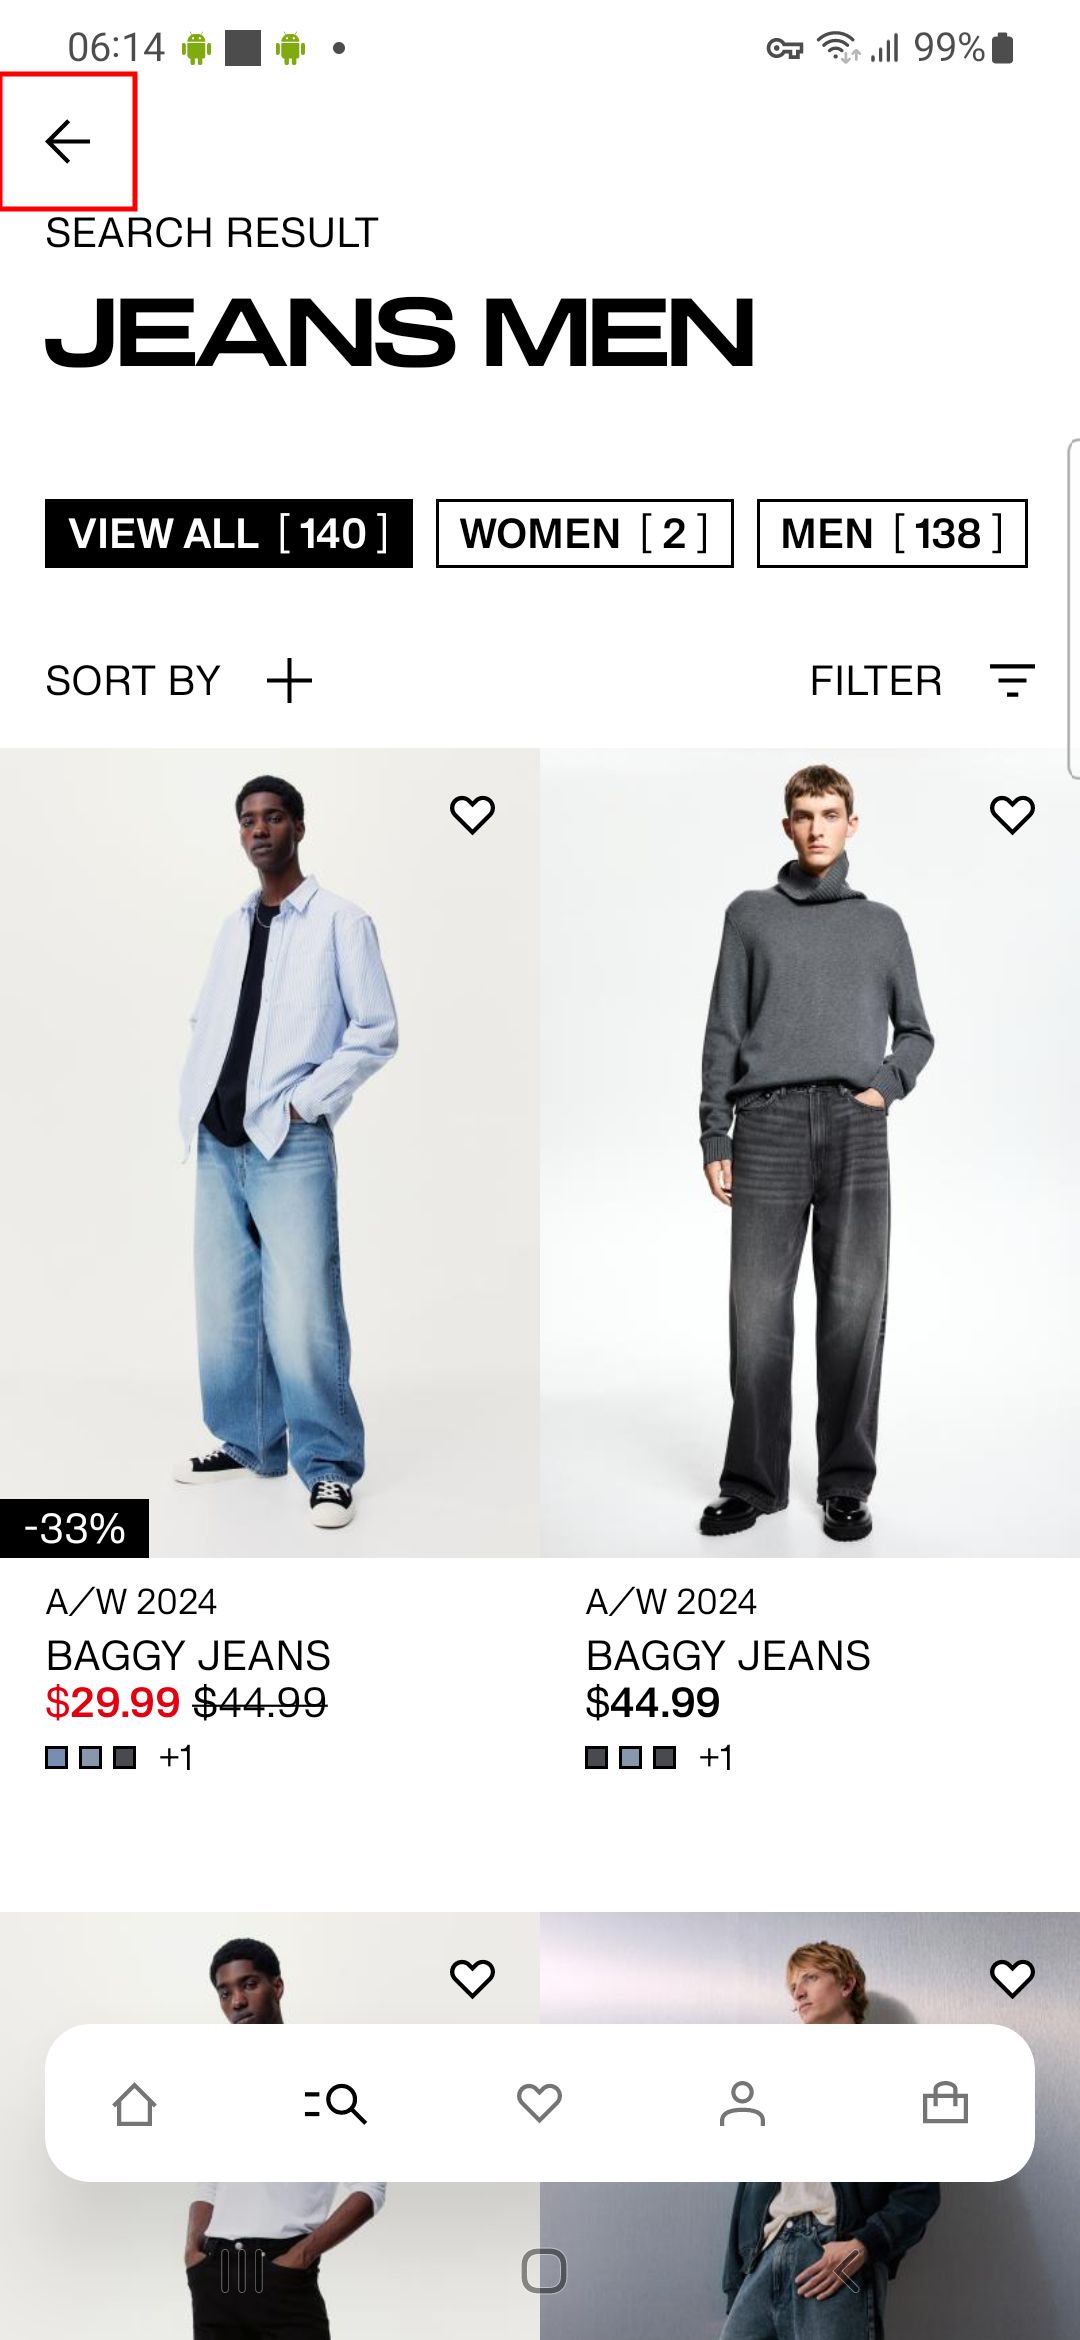 06:14
99%
SEARCH RESULT
JEANS MEN
VIEW ALL [ 140 ]
WOMEN [ 2 ]
MEN [ 138 ]
SORT BY
FILTER
-33%
A/W 2024
BAGGY JEANS
$29.99 $44.99
+1
A/W 2024
BAGGY JEANS
$44.99
+1